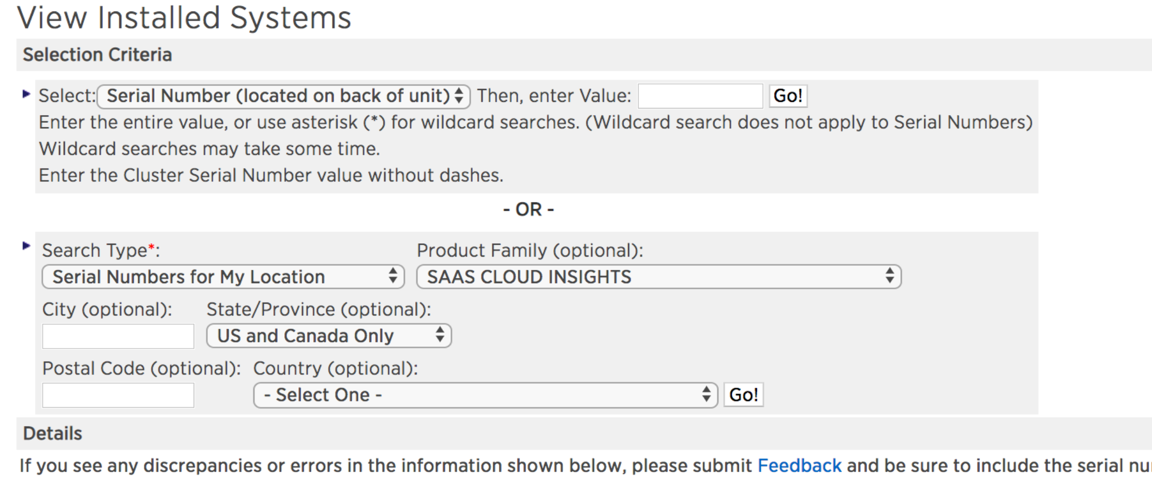 View Installed Systems
Selection Criteria
Select: Serial Number (located on back of unit) Then, enter Value: Go!
Enter the entire value, or use asterisk (*) for wildcard searches. (Wildcard search does not apply to Serial Numbers)
Wildcard searches may take some time.
Enter the Cluster Serial Number value without dashes.
- OR -
Search Type*: Product Family (optional):
Serial Numbers for My Location SAAS CLOUD INSIGHTS
City (optional): State/Province (optional):
US and Canada Only
Postal Code (optional): Country (optional):
- Select One - Go!
Details
If you see any discrepancies or errors in the information shown below, please submit Feedback and be sure to include the serial